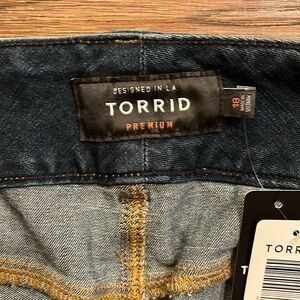 DESIGNED IN L.A.
TORRID
PREMIUM
18
TORRID
T